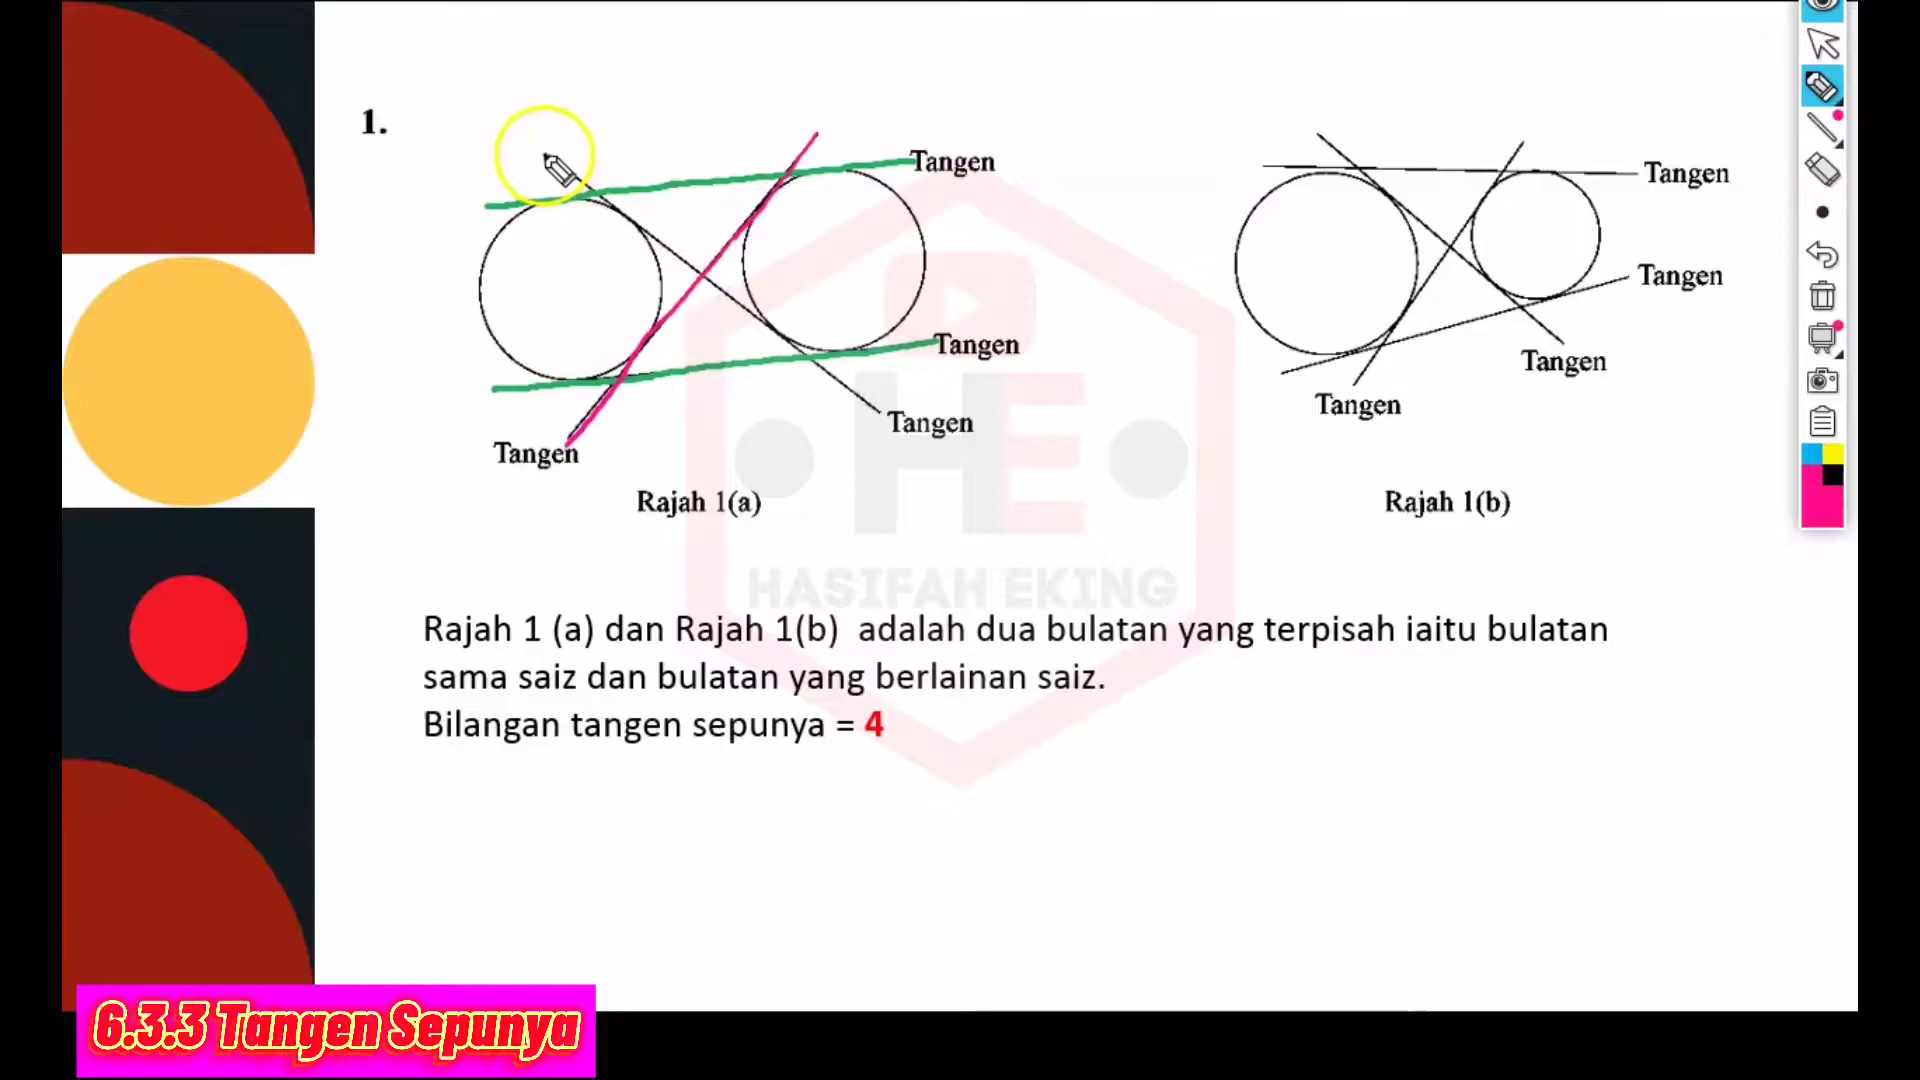 1.
Tangen
Tangen
Tangen
Tangen
Rajah 1(a)
Tangen
Tangen
Tangen
Tangen
Rajah 1(b)
HE
HASIFAH EKING
Rajah 1 (a) dan Rajah 1(b) adalah dua bulatan yang terpisah iaitu bulatan
sama saiz dan bulatan yang berlainan saiz.
Bilangan tangen sepunya = 4
6.3.3 Tangen Sepunya